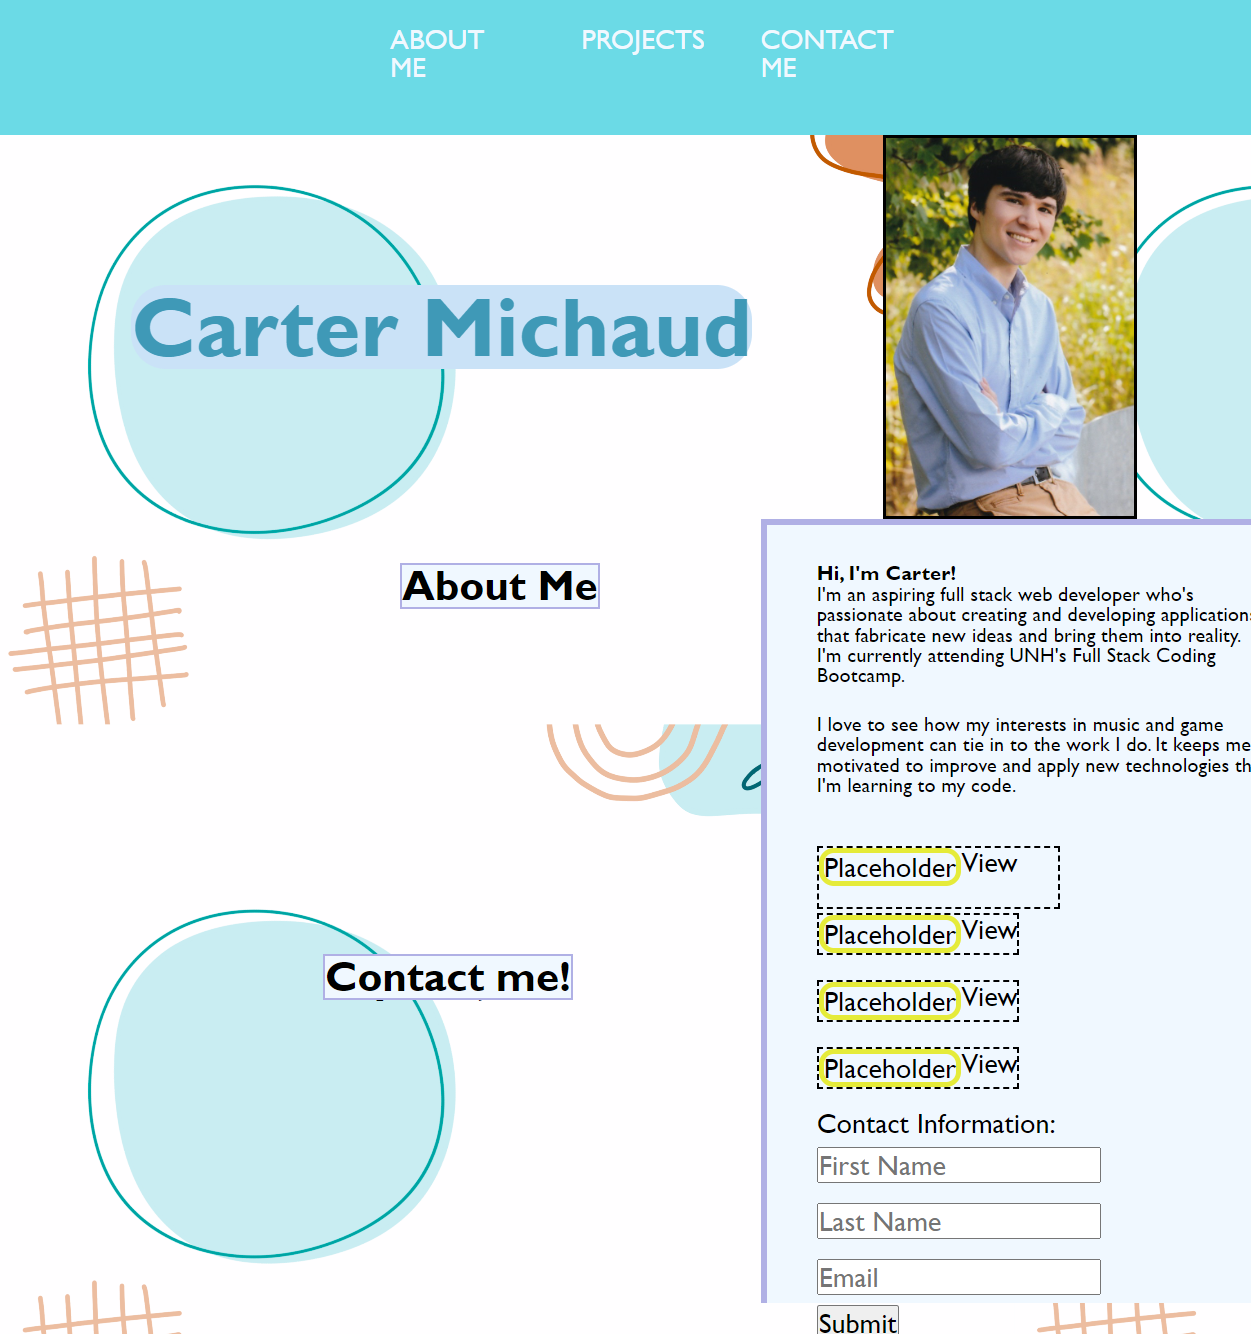 ABOUT
ME
PROJECTS
CONTACT
ME
Carter Michaud
About Me
Hi, I'm Carter!
I'm an aspiring full stack web developer who's
passionate about creating and developing applications
that fabricate new ideas and bring them into reality.
I'm currently attending UNH's Full Stack Coding
Bootcamp.
I love to see how my interests in music and game
development can tie in to the work I do. It keeps me
motivated to improve and apply new technologies
I'm learning to my code.
Placeholder View
Placeholder View
Contact me!
Placeholder View
Placeholder View
Contact Information:
First Name
Last Name
Email
Submit